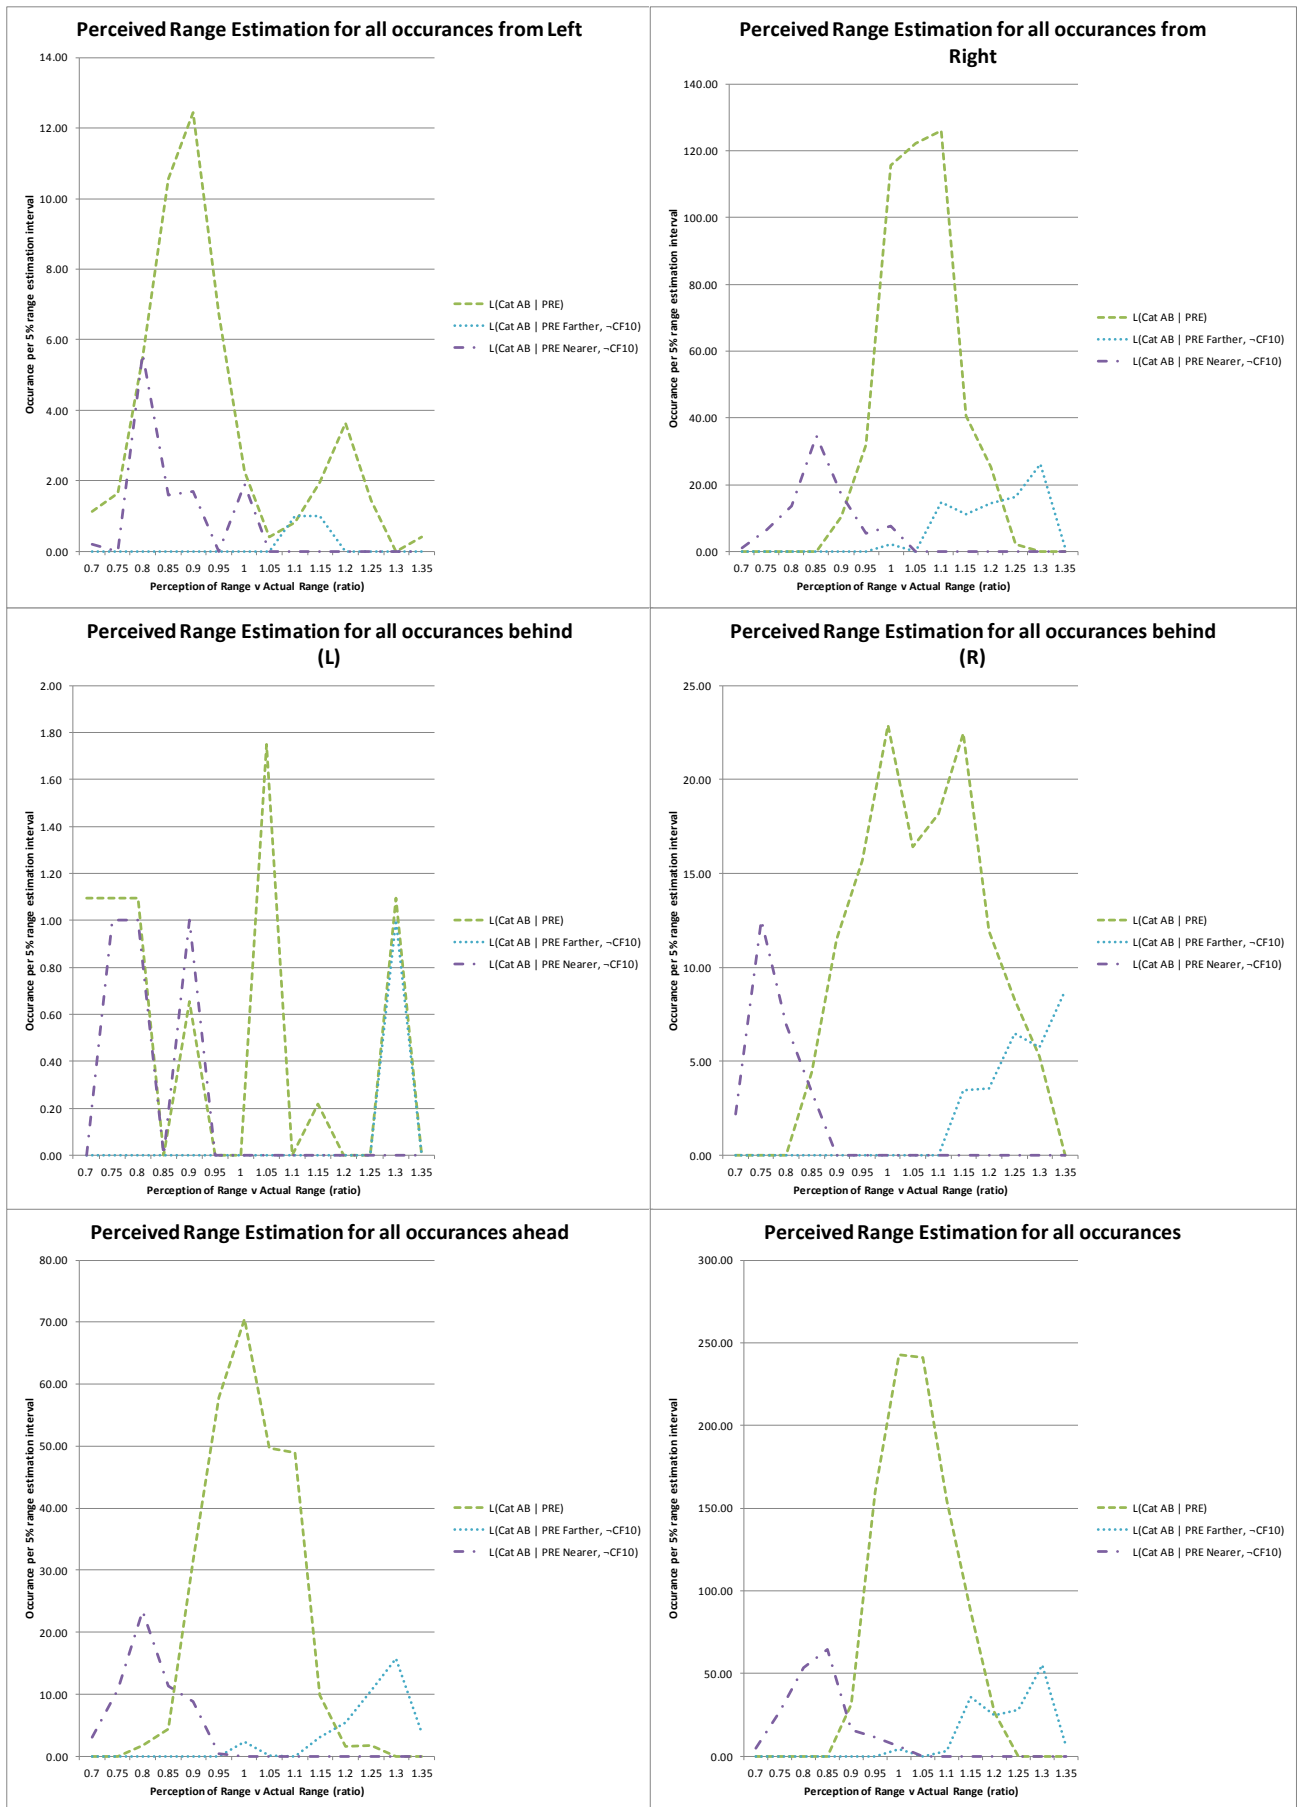 Perceived Range Estimation for all occurances from Left
14.00
12.00
10.00
8.00
6.00
4.00
2.00
0.00
Occurance per 5% range estimation interval
0.7 0.75 0.8 0.85 0.9 0.95 1 1.05 1.1 1.15 1.2 1.25 1.3 1.35
Perception of Range v Actual Range (ratio)
L(Cat AB | PRE)
L(Cat AB | PRE Farther, ¬CF10)
L(Cat AB | PRE Nearer, ¬CF10)
Perceived Range Estimation for all occurances from
Right
140.00
120.00
100.00
80.00
60.00
40.00
20.00
0.00
Occurance per 5% range estimation interval
0.7 0.75 0.8 0.85 0.9 0.95 1 1.05 1.1 1.15 1.2 1.25 1.3 1.35
Perception of Range v Actual Range (ratio)
L(Cat AB | PRE)
L(Cat AB | PRE Farther, ¬CF10)
L(Cat AB | PRE Nearer, ¬CF10)
Perceived Range Estimation for all occurances behind
(L)
2.00
1.80
1.60
1.40
1.20
1.00
0.80
0.60
0.40
0.20
0.00
Occurance per 5% range estimation interval
0.7 0.75 0.8 0.85 0.9 0.95 1 1.05 1.1 1.15 1.2 1.25 1.3 1.35
Perception of Range v Actual Range (ratio)
L(Cat AB | PRE)
L(Cat AB | PRE Farther, ¬CF10)
L(Cat AB | PRE Nearer, ¬CF10)
Perceived Range Estimation for all occurances behind
(R)
25.00
20.00
15.00
10.00
5.00
0.00
Occurance per 5% range estimation interval
0.7 0.75 0.8 0.85 0.9 0.95 1 1.05 1.1 1.15 1.2 1.25 1.3 1.35
Perception of Range v Actual Range (ratio)
L(Cat AB | PRE)
L(Cat AB | PRE Farther, ¬CF10)
L(Cat AB | PRE Nearer, ¬CF10)
Perceived Range Estimation for all occurances ahead
80.00
70.00
60.00
50.00
40.00
30.00
20.00
10.00
0.00
Occurance per 5% range estimation interval
0.7 0.75 0.8 0.85 0.9 0.95 1 1.05 1.1 1.15 1.2 1.25 1.3 1.35
Perception of Range v Actual Range (ratio)
L(Cat AB | PRE)
L(Cat AB | PRE Farther, ¬CF10)
L(Cat AB | PRE Nearer, ¬CF10)
Perceived Range Estimation for all occurances
300.00
250.00
200.00
150.00
100.00
50.00
0.00
Occurance per 5% range estimation interval
0.7 0.75 0.8 0.85 0.9 0.95 1 1.05 1.1 1.15 1.2 1.25 1.3 1.35
Perception of Range v Actual Range (ratio)
L(Cat AB | PRE)
L(Cat AB | PRE Farther, ¬CF10)
L(Cat AB | PRE Nearer, ¬CF10)